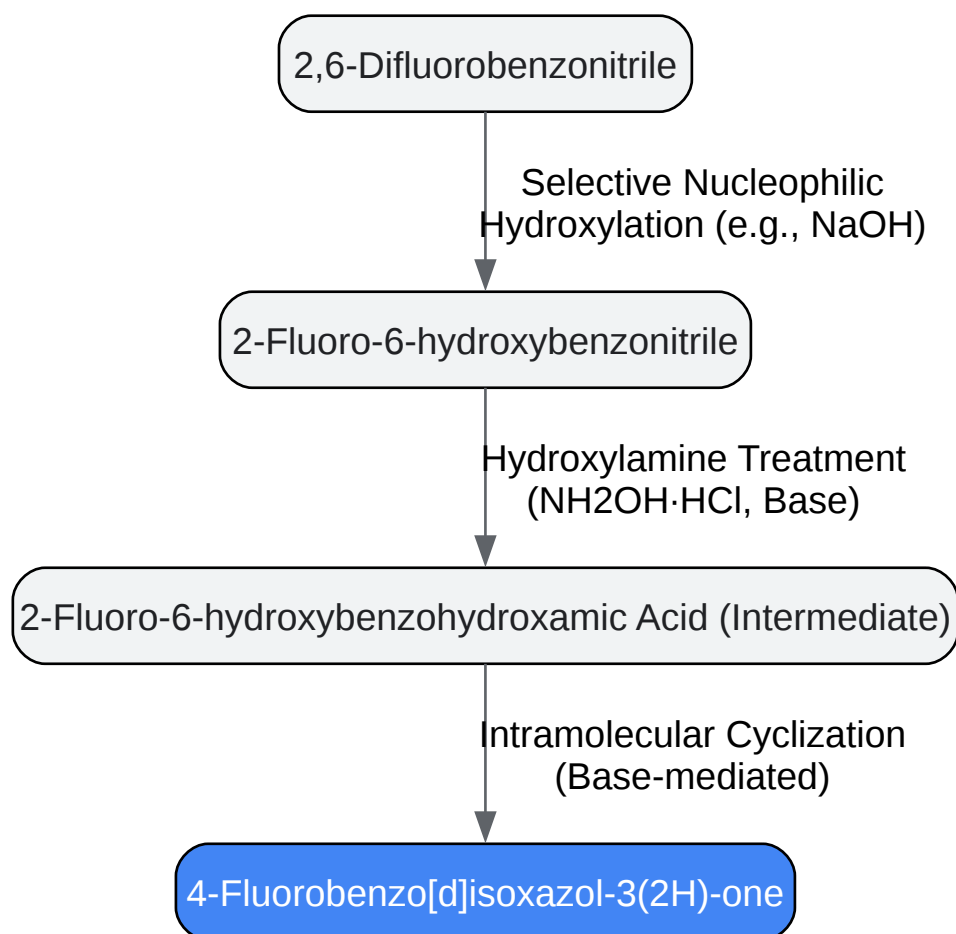 2,6-Difluorobenzonitrile
Selective Nucleophilic
Hydroxylation (e.g., NaOH)
2-Fluoro-6-hydroxybenzonitrile
Hydroxylamine Treatment
(NH2OH·HCl, Base)
2-Fluoro-6-hydroxybenzohydroxamic Acid (Intermediate)
Intramolecular Cyclization
(Base-mediated)
4-Fluorobenzo[d]isoxazol-3(2H)-one